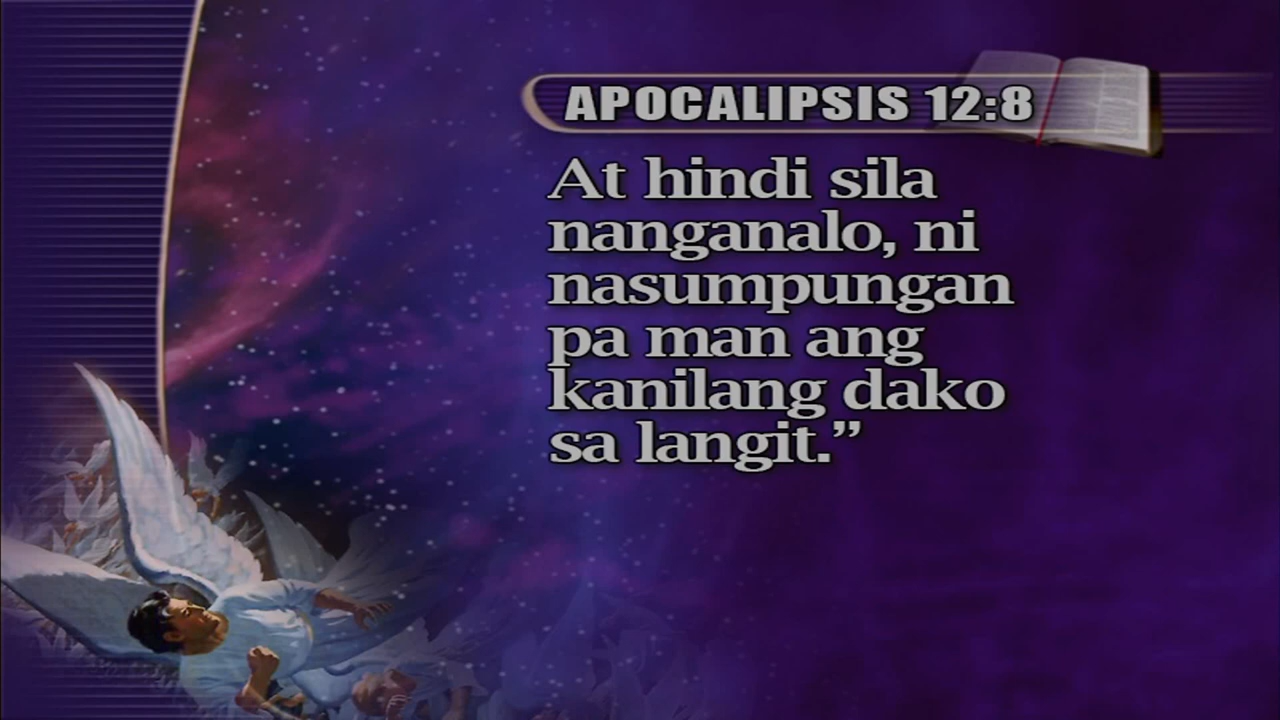 APOCALIPSIS 12:8
At hindi sila
nanganalo, ni
nasumpungan
pa man ang
kanilang dako
sa langit.”